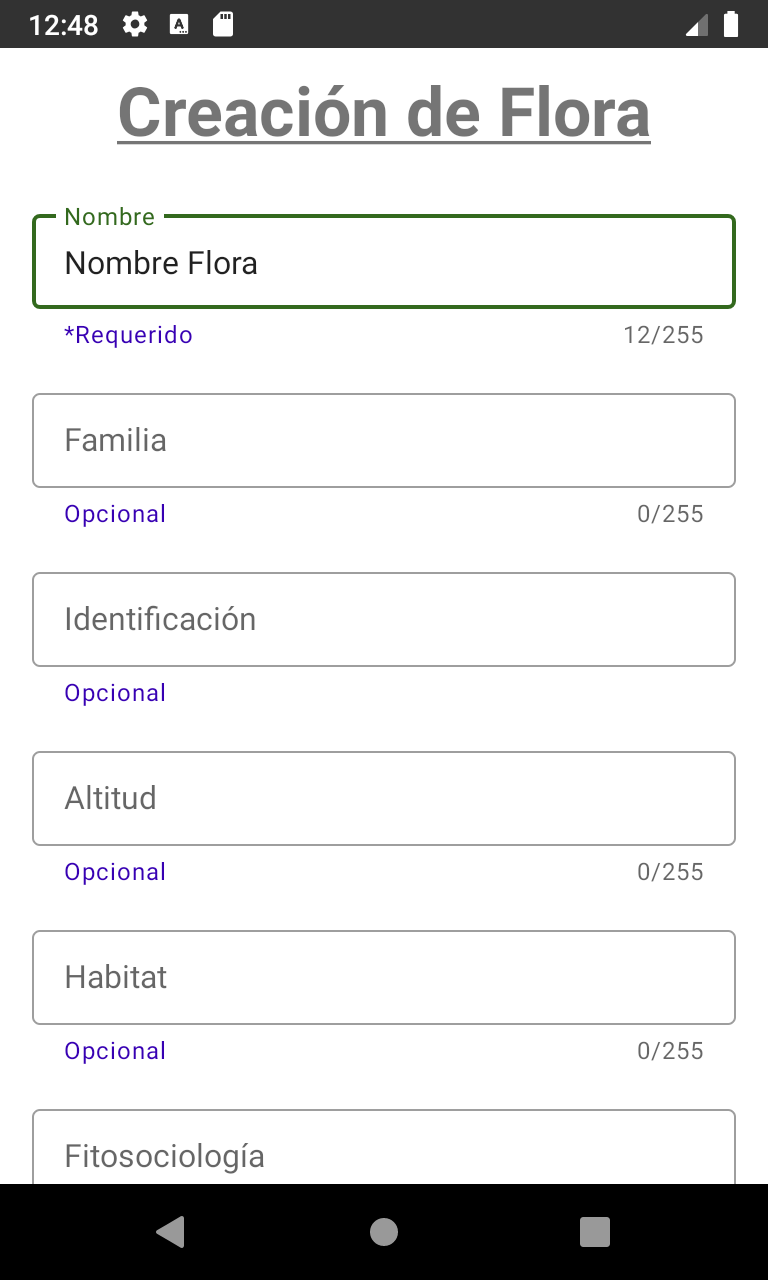 12:48
Creación de Flora
Nombre
Nombre Flora
*Requerido 12/255
Familia
Opcional 0/255
Identificación
Opcional
Altitud
Opcional 0/255
Habitat
Opcional 0/255
Fitosociología